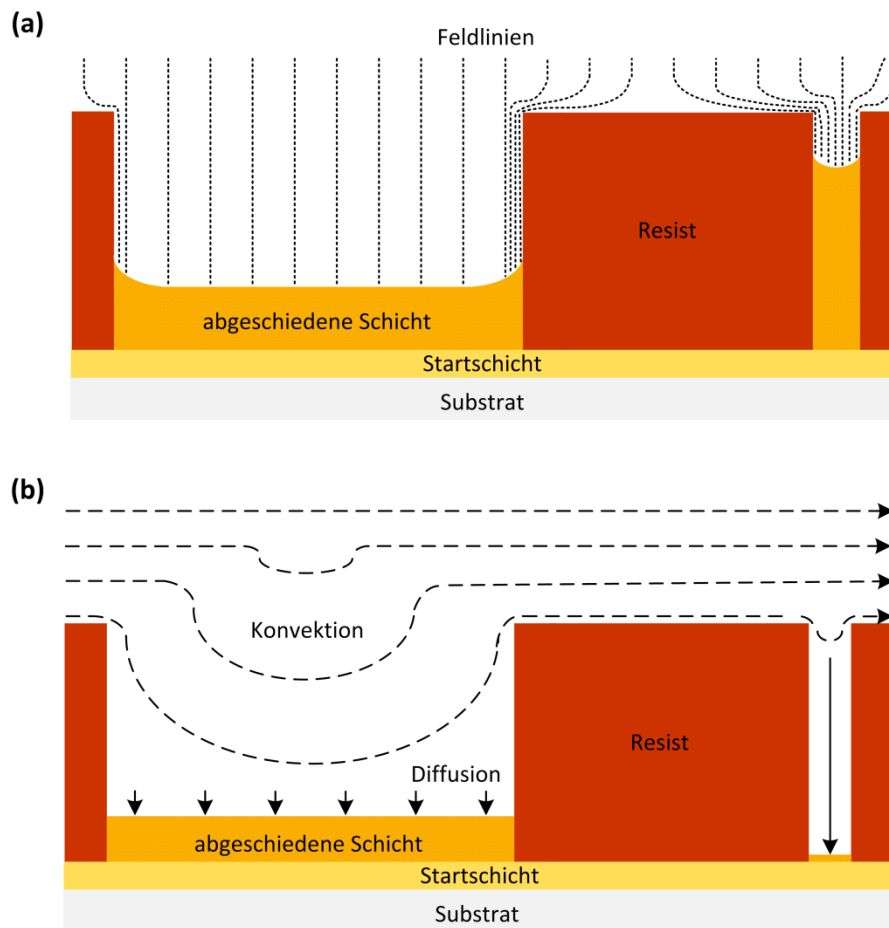 (a)
Feldlinien
Resist
abgeschiedene Schicht
Startschicht
Substrat
(b)
Konvektion
Resist
Diffusion
abgeschiedene Schicht
Startschicht
Substrat